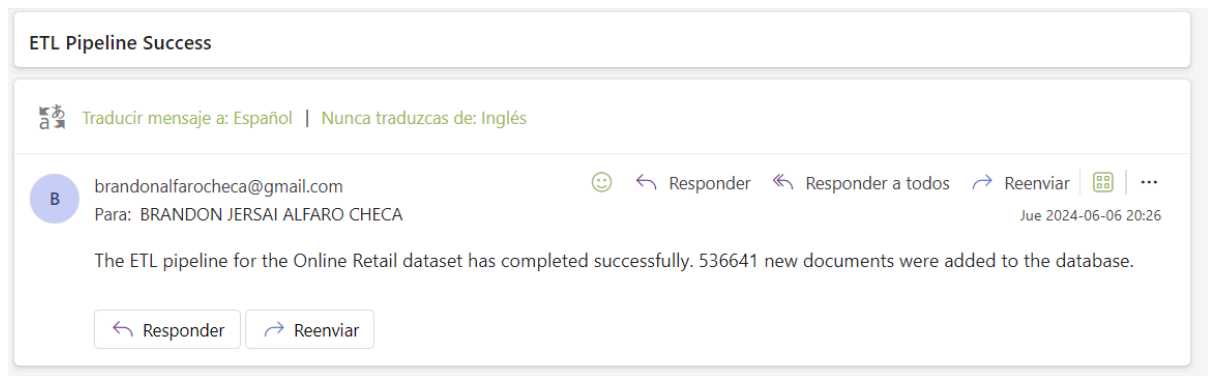 ETL Pipeline Success
Traducir mensaje a: Español | Nunca traduzcas de: Inglés
B
brandonalfarocheca@gmail.com
Responder Responder a todos Reenviar
Para: BRANDON JERSAI ALFARO CHECA
Jue 2024-06-06 20:26
The ETL pipeline for the Online Retail dataset has completed successfully. 536641 new documents were added to the database.
Responder Reenviar